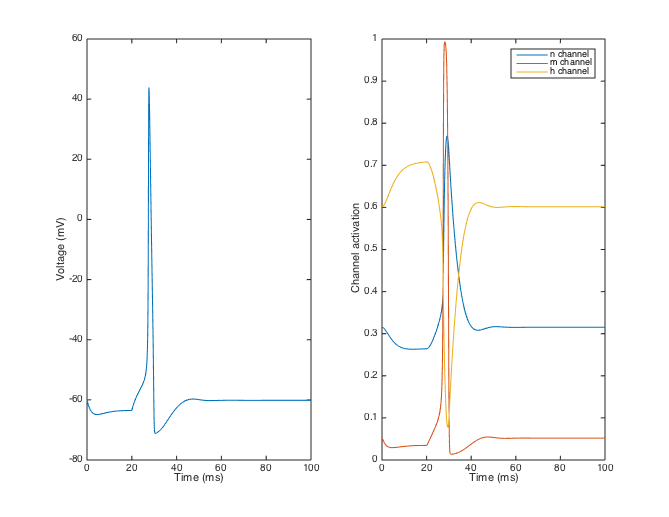 60
40
20
0
-20
-40
-60
-80
Voltage (mV)
0 20 40 60 80 100
Time (ms)
1
0.9
0.8
0.7
0.6
0.5
0.4
0.3
0.2
0.1
0
Channel activation
n channel
m channel
h channel
0 20 40 60 80 100
Time (ms)